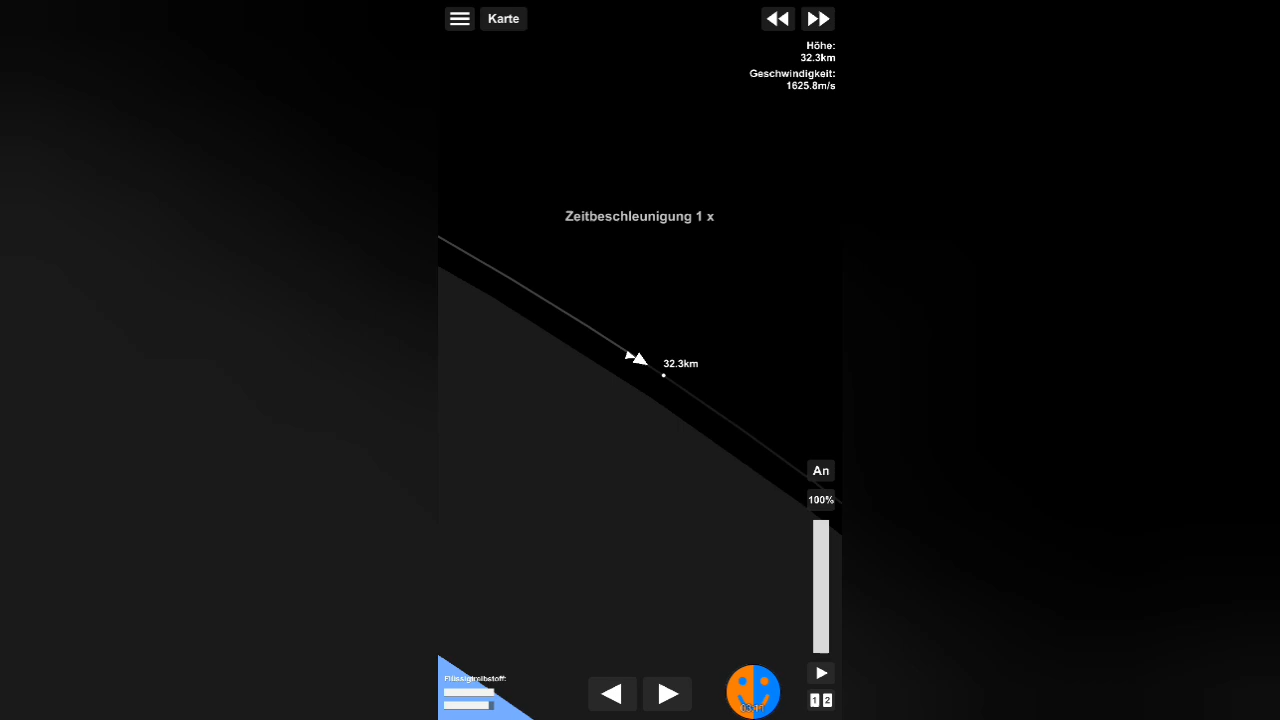 Karte
Höhe:
32.3km
Geschwindigkeit:
1625.8m/s
Zeitbeschleunigung 1 x
32.3km
An
100%
Flüssigtreibstoff:
1 2